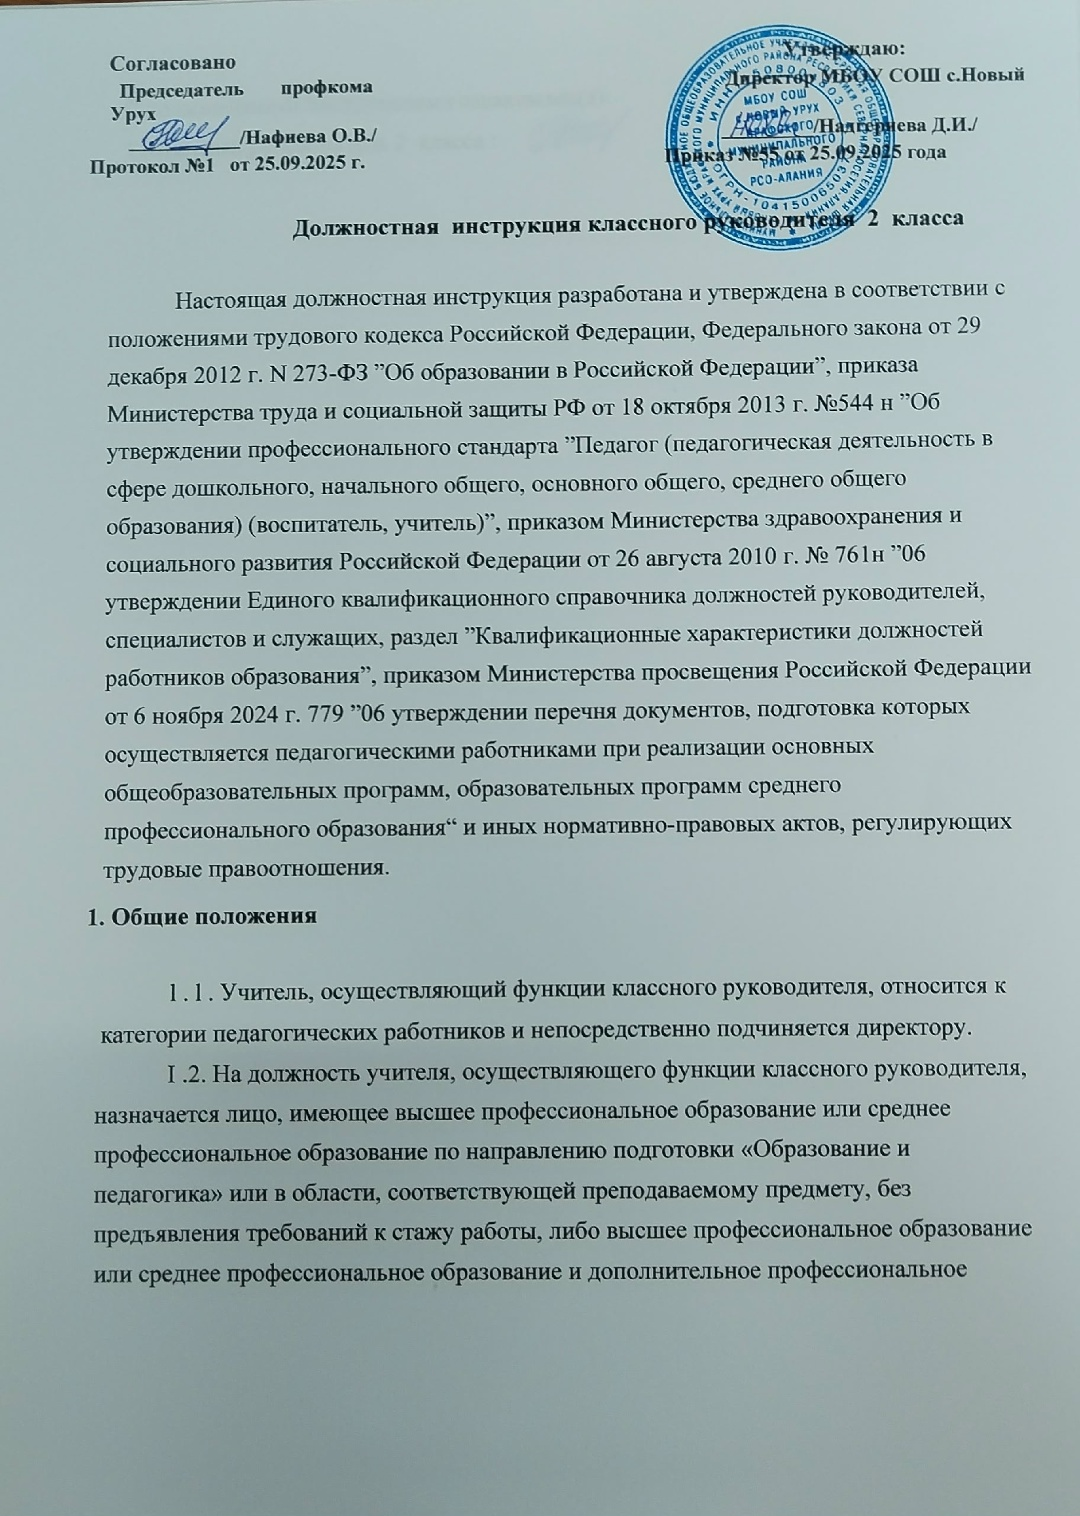 Согласовано
Председатель профкома
Урух
/Нафиева О.В./
Протокол №1 от 25.09.2025 г.
Утверждаю:
Директор МБОУ СОШ с.Новый
/Надгериева Д.И./
Приказ №55 от 25.09.2025 года
МБОУ СОШ
с.НОВЫЙ УРУХ
ИРАФСКОГО
МУНИЦИПАЛЬНОГО
РАЙОНА
РСО-АЛАНИЯ
Должностная инструкция классного руководителя 2 класса
Настоящая должностная инструкция разработана и утверждена в соответствии с
положениями трудового кодекса Российской Федерации, Федерального закона от 29
декабря 2012 г. N 273-ФЗ ”Об образовании в Российской Федерации”, приказа
Министерства труда и социальной защиты РФ от 18 октября 2013 г. №544 н ”Об
утверждении профессионального стандарта ”Педагог (педагогическая деятельность в
сфере дошкольного, начального общего, основного общего, среднего общего
образования) (воспитатель, учитель)”, приказом Министерства здравоохранения и
социального развития Российской Федерации от 26 августа 2010 г. № 761н ”06
утверждении Единого квалификационного справочника должностей руководителей,
специалистов и служащих, раздел ”Квалификационные характеристики должностей
работников образования”, приказом Министерства просвещения Российской Федерации
от 6 ноября 2024 г. 779 ”06 утверждении перечня документов, подготовка которых
осуществляется педагогическими работниками при реализации основных
общеобразовательных программ, образовательных программ среднего
профессионального образования“ и иных нормативно-правовых актов, регулирующих
трудовые правоотношения.
1. Общие положения
l . l . Учитель, осуществляющий функции классного руководителя, относится к
категории педагогических работников и непосредственно подчиняется директору.
I .2. На должность учителя, осуществляющего функции классного руководителя,
назначается лицо, имеющее высшее профессиональное образование или среднее
профессиональное образование по направлению подготовки «Образование и
педагогика» или в области, соответствующей преподаваемому предмету, без
предъявления требований к стажу работы, либо высшее профессиональное образование
или среднее профессиональное образование и дополнительное профессиональное